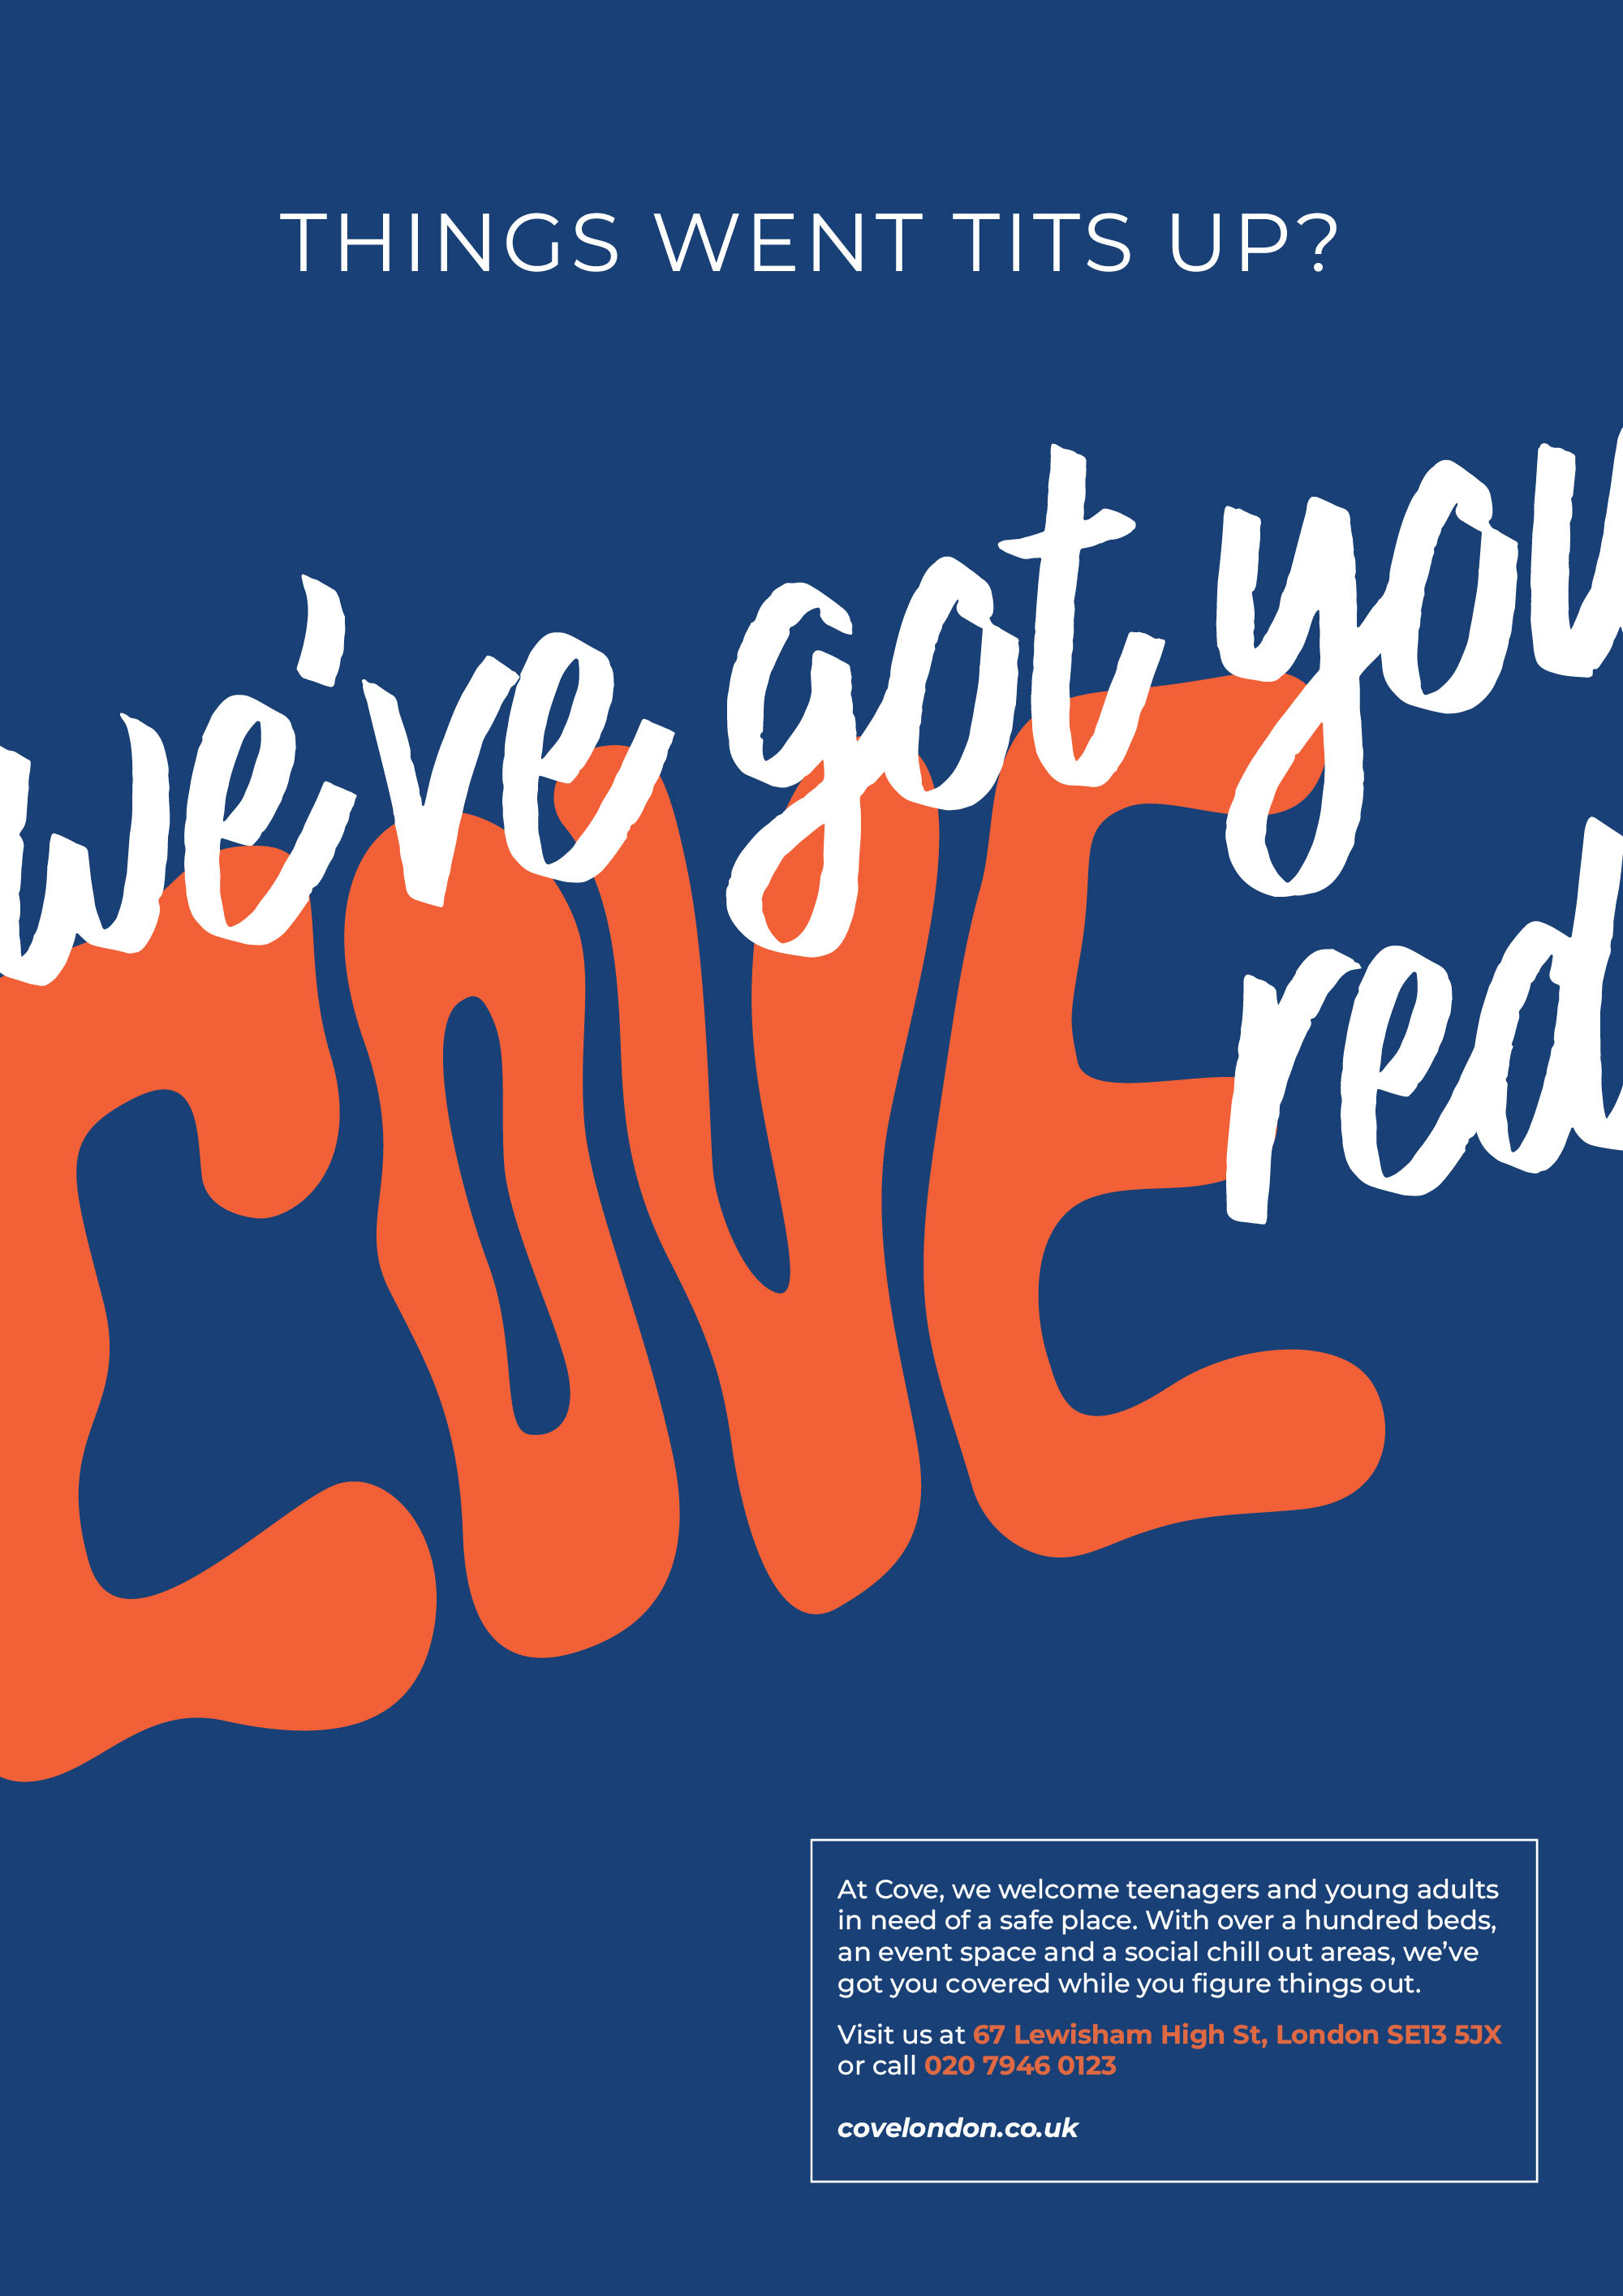 THINGS WENT TITS UP?
we've got you
COVEred
At Cove, we welcome teenagers and young adults
in need of a safe place. With over a hundred beds,
an event space and a social chill out areas, we've
got you covered while you figure things out.
Visit us at 67 Lewisham High St, London SE13 5JX
or call 020 7946 0123
covelondon.co.uk